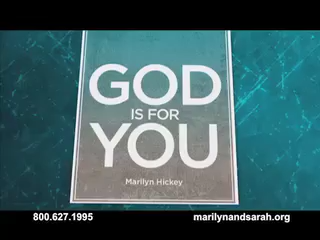 GOD
IS FOR
YOU
Marilyn Hickey
800.627.1995 marilynandsarah.org